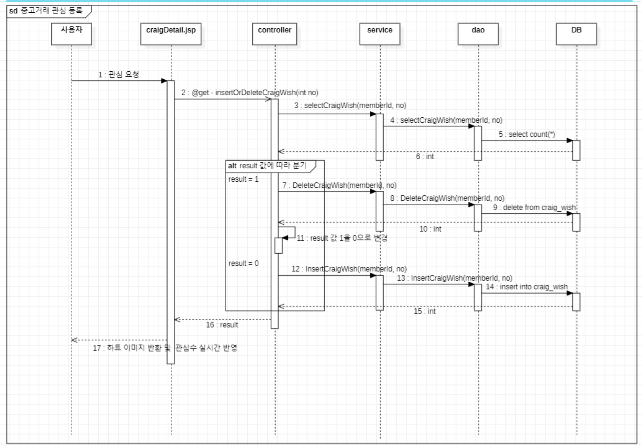 sd 중고거래 관심 등록
사용자
craigDetail.jsp
controller
service
dao
DB
1 : 관심 요청
2 : @get - insertOrDeleteCraigWish(int no)
3 : selectCraigWish(memberId, no)
4 : selectCraigWish(memberId, no)
5 : select count(*)
6 : int
alt result 값에 따라 분기
result = 1
7 : DeleteCraigWish(memberId, no)
8 : DeleteCraigWish(memberId, no)
9 : delete from craig_wish
10 : int
11 : result 값 1을 0으로 변경
result = 0
12 : InsertCraigWish(memberId, no)
13 : InsertCraigWish(memberId, no)
14 : insert into craig_wish
15 : int
16 : result
17 : 하트 이미지 변환 및 관심수 실시간 반영